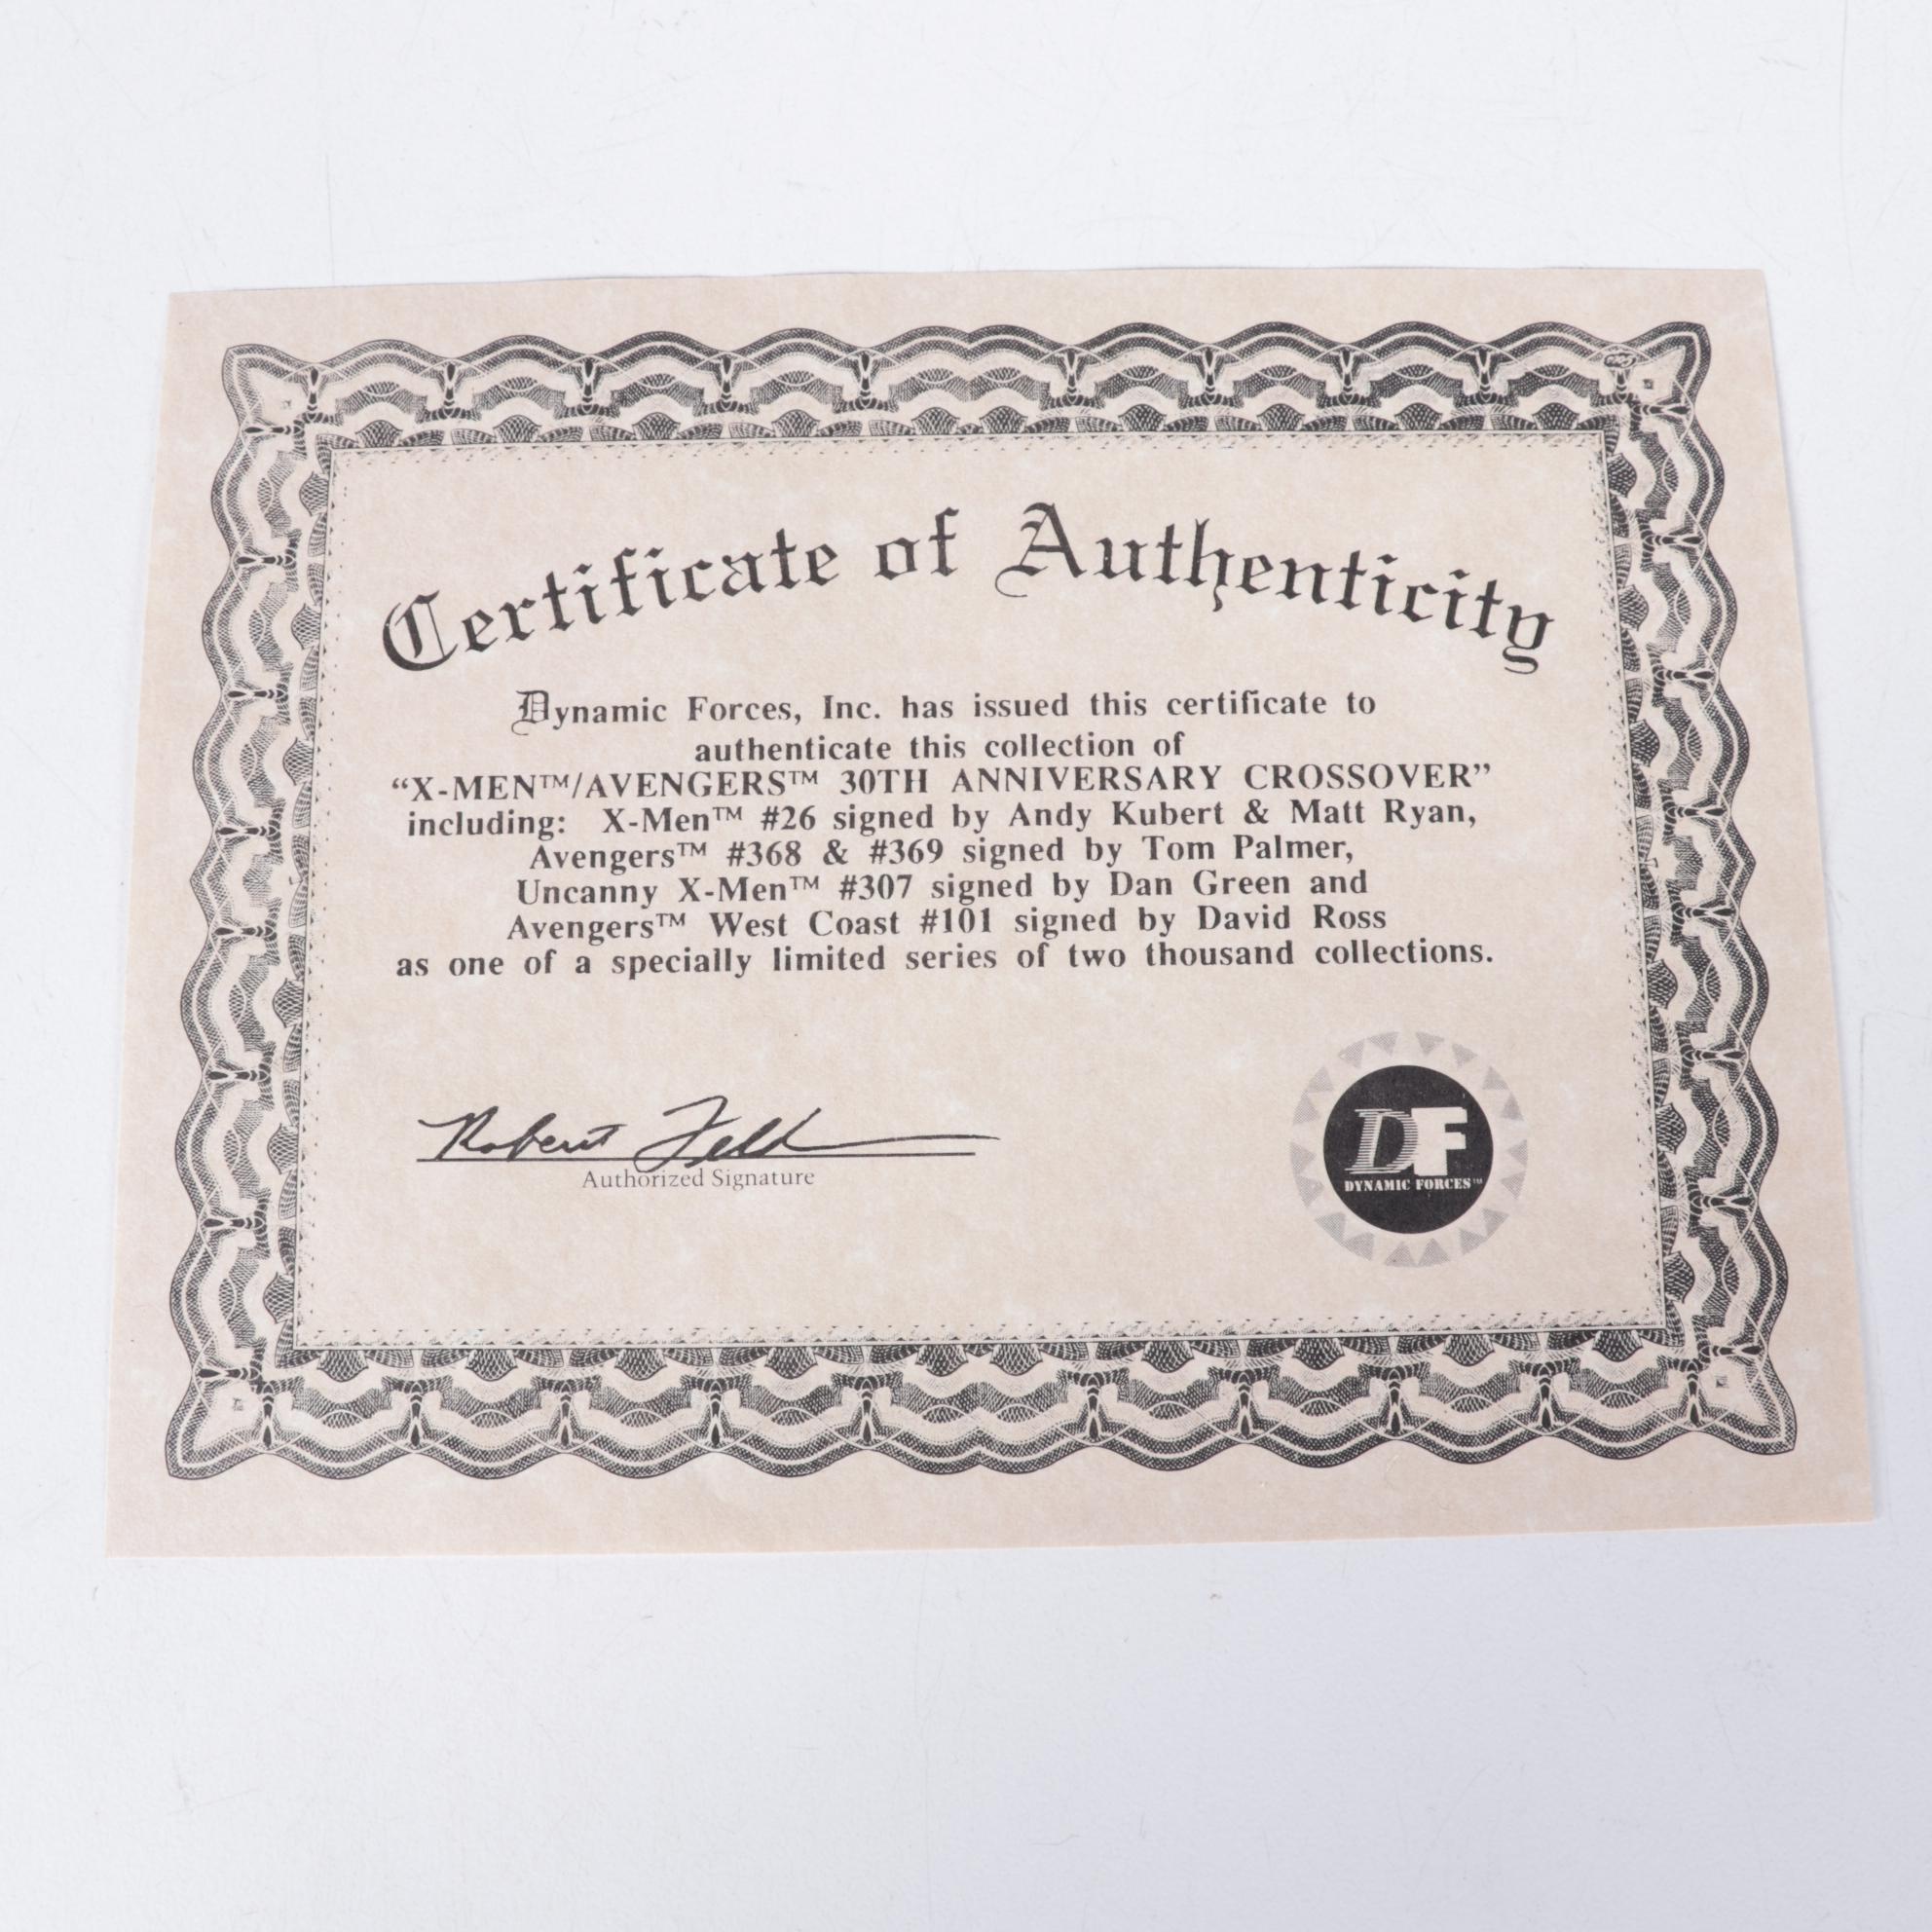 Certificate of Authenticity
Dynamic Forces, Inc. has issued this certificate to
authenticate this collection of
“X-MEN™/AVENGERS™ 30TH ANNIVERSARY CROSSOVER”
including: X-Men™ #26 signed by Andy Kubert & Matt Ryan,
Avengers™ #368 & #369 signed by Tom Palmer,
Uncanny X-Men™ #307 signed by Dan Green and
Avengers™ West Coast #101 signed by David Ross
as one of a specially limited series of two thousand collections.
Robert Feld
Authorized Signature
DF
DYNAMIC FORCES™